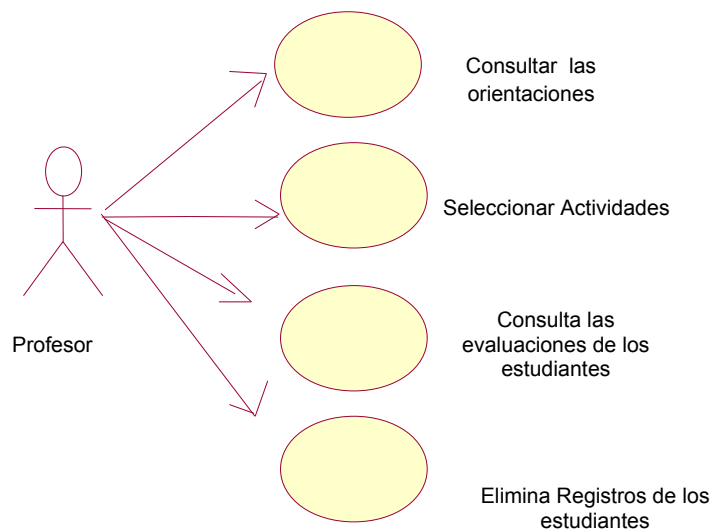 Consultar las
orientaciones
Seleccionar Actividades
Profesor
Consulta las
evaluaciones de los
estudiantes
Elimina Registros de los
estudiantes